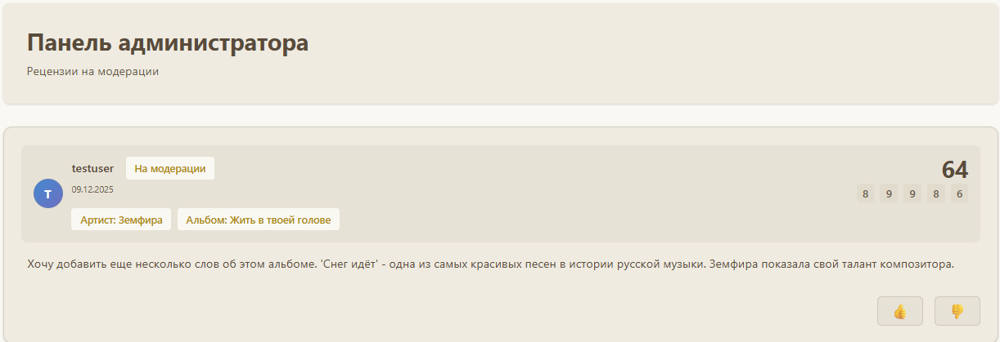 Панель администратора
Рецензии на модерации
testuser На модерации
64
Т
09.12.2025
8 9 9 8 6
Артист: Земфира Альбом: Жить в твоей голове
Хочу добавить еще несколько слов об этом альбоме. 'Снег идёт' - одна из самых красивых песен в истории русской музыки. Земфира показала свой талант композитора.